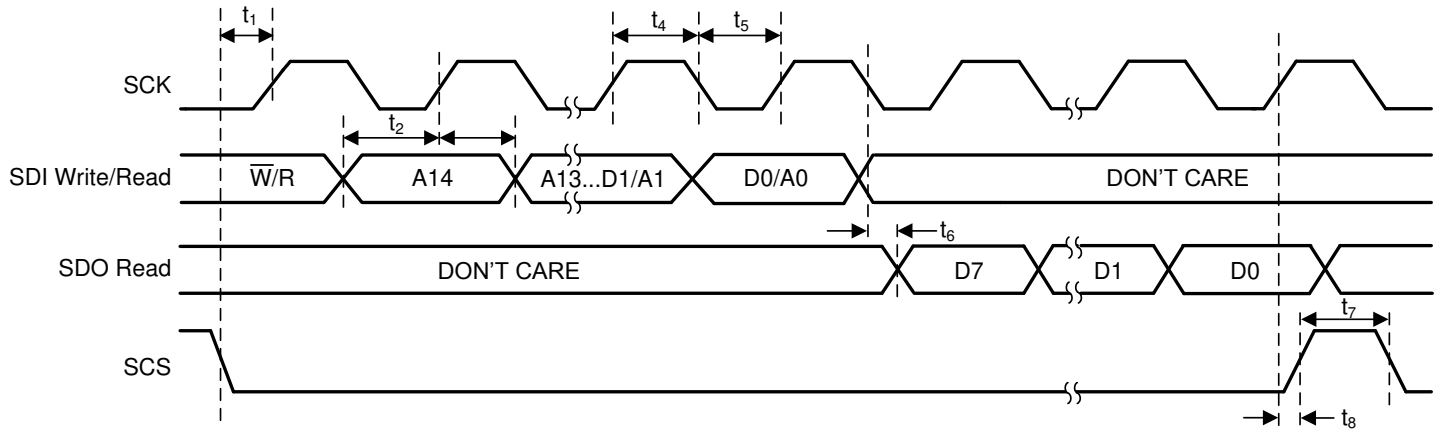 t1 t4 t5
SCK
t2
SDI Write/Read W̅/R A14 A13...D1/A1 D0/A0 DON'T CARE
t6
SDO Read DON'T CARE D7 D1 D0
t7
SCS
t8